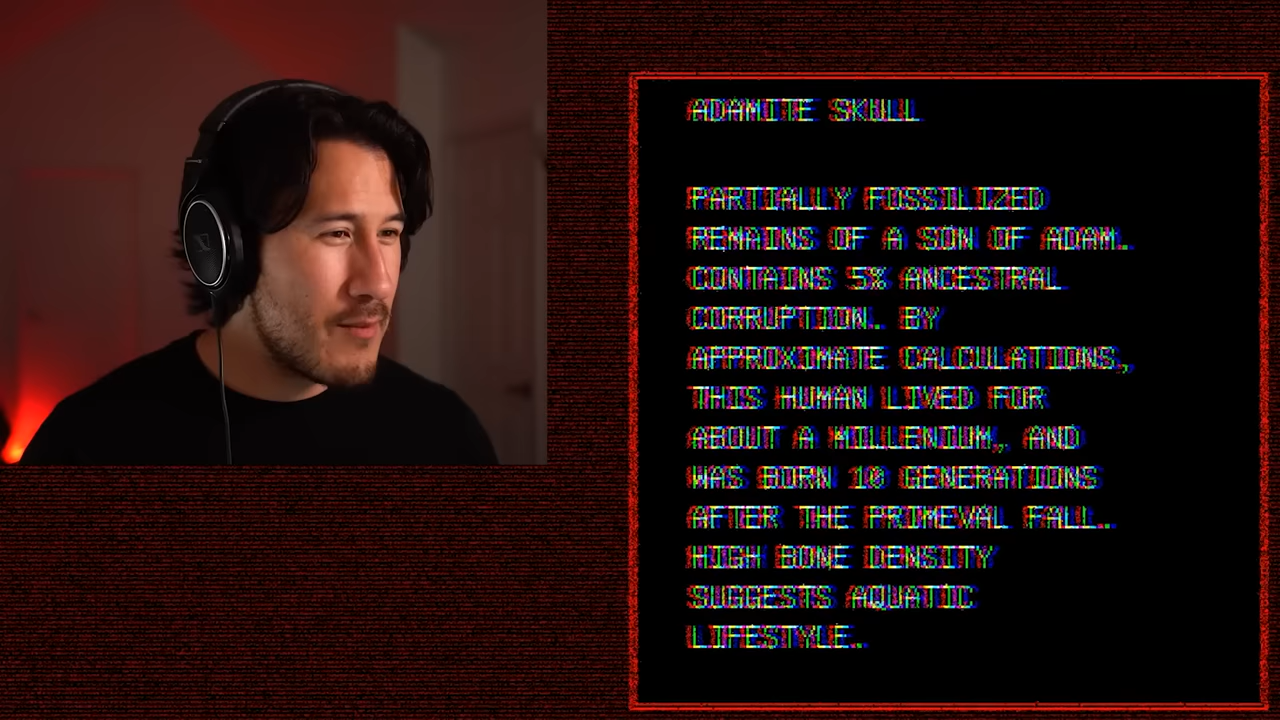 ADAMITE SKULL
PARTIALLY FOSSILIZED
REMAINS OF A SON OF ADAM.
CONTAINS 5% ANCESTRAL
CORRUPTION. BY
APPROXIMATE CALCULATIONS,
THIS HUMAN LIVED FOR
ABOUT A MILLENIUM, AND
WAS BORN 10 GENERATIONS
AFTER THE PRIMEVAL FALL.
HIGH BONE DENSITY
SUGGESTS AQUATIC
LIFESTYLE.